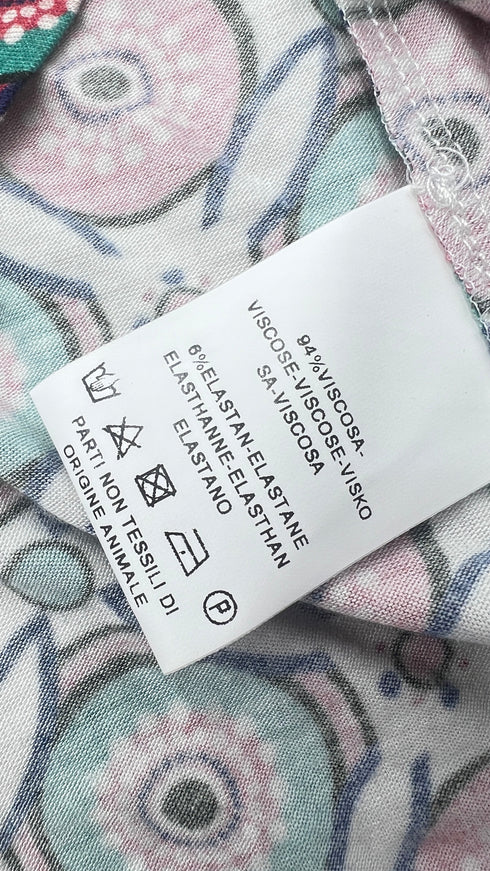 94%VISCOSA-
VISCOSE-VISCOSE-VISKO
SA-VISCOSA
6%ELASTAN-ELASTANE
ELASTHANNE-ELASTHAN
ELASTANO
P
PARTI NON TESSILI DI
ORIGINE ANIMALE